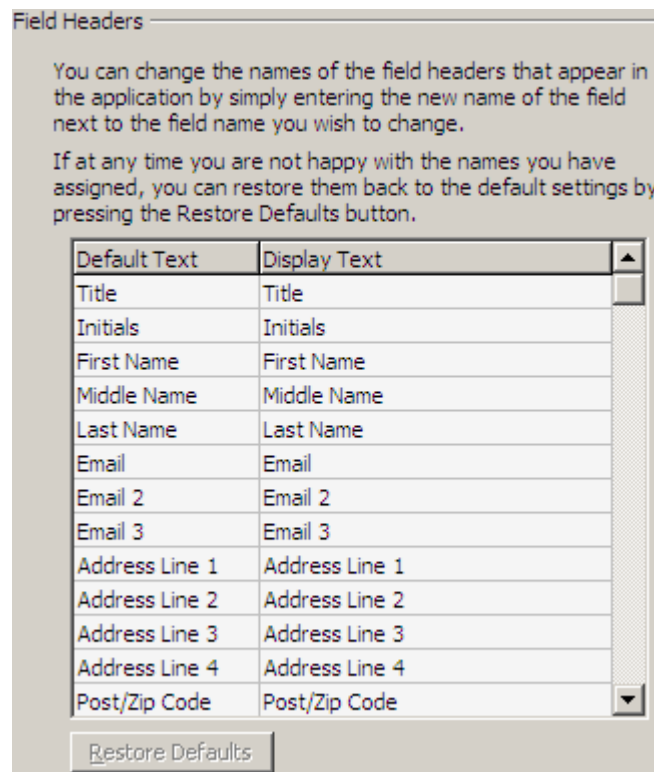 Field Headers
You can change the names of the field headers that appear in
the application by simply entering the new name of the field
next to the field name you wish to change.
If at any time you are not happy with the names you have
assigned, you can restore them back to the default settings by
pressing the Restore Defaults button.
Default Text Display Text
Title Title
Initials Initials
First Name First Name
Middle Name Middle Name
Last Name Last Name
Email Email
Email 2 Email 2
Email 3 Email 3
Address Line 1 Address Line 1
Address Line 2 Address Line 2
Address Line 3 Address Line 3
Address Line 4 Address Line 4
Post/Zip Code Post/Zip Code
Restore Defaults